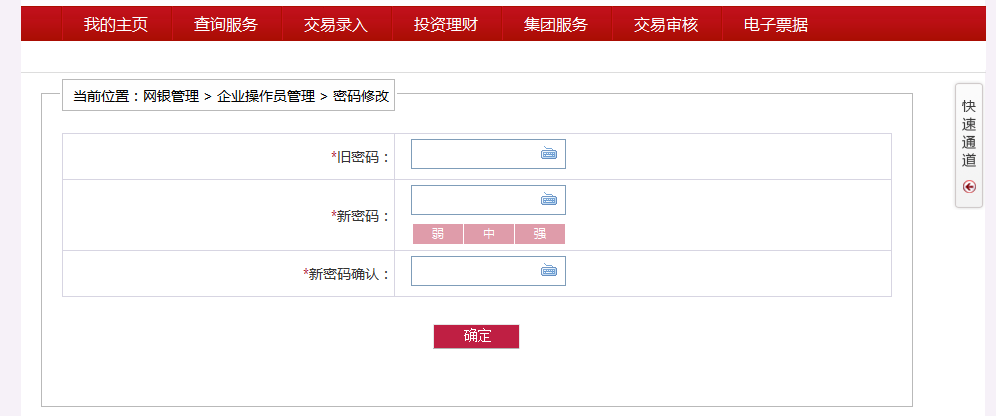 我的主页 查询服务 交易录入 投资理财 集团服务 交易审核 电子票据
当前位置：网银管理 > 企业操作员管理 > 密码修改
*旧密码：
*新密码：
弱 中 强
*新密码确认：
确定
快
速
通
道